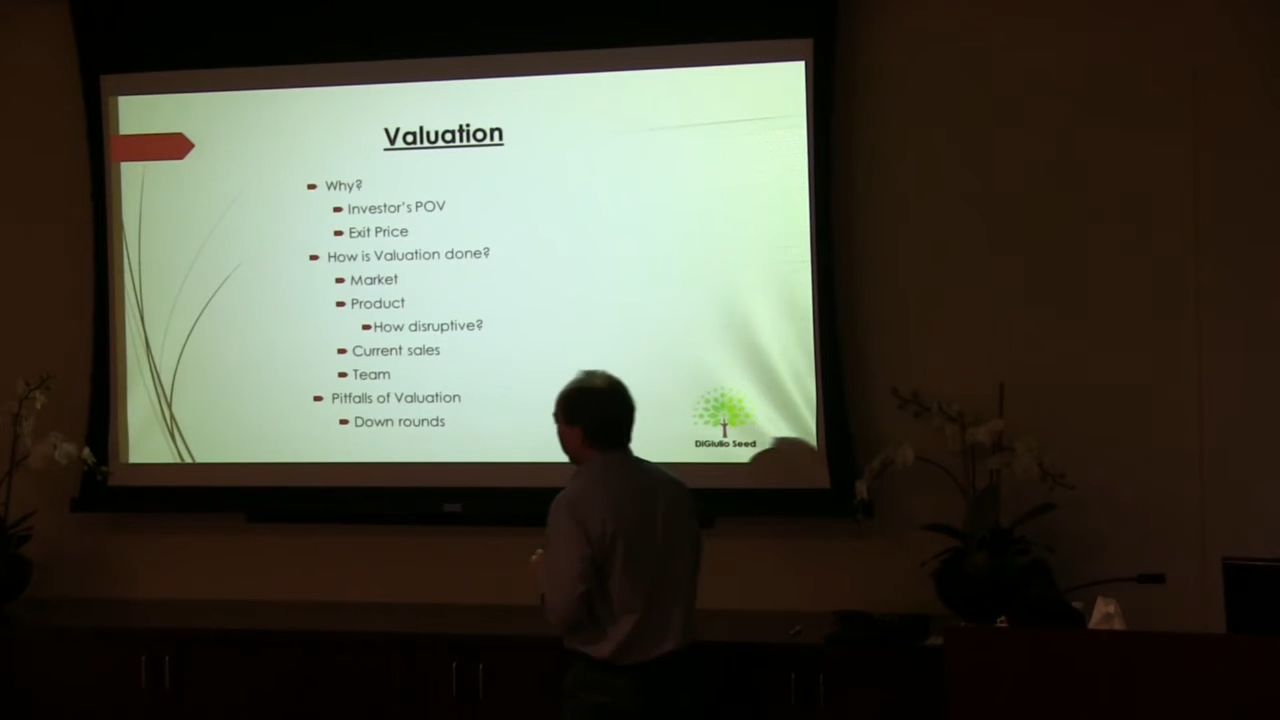 Valuation
Why?
Investor's POV
Exit Price
How is Valuation done?
Market
Product
How disruptive?
Current sales
Team
Pitfalls of Valuation
Down rounds
DiGiulio Seed